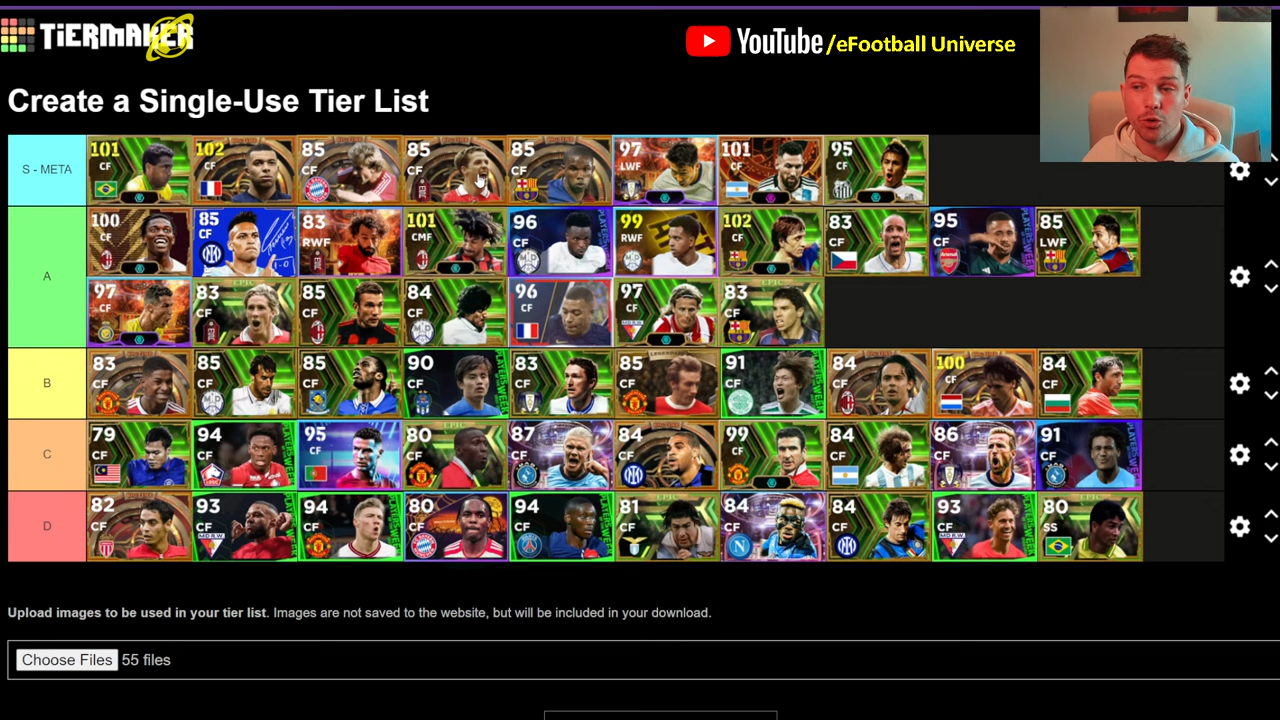 TiERMAKER
YouTube /eFootball Universe
Create a Single-Use Tier List
S - META
101 CF
102 CF
85 CF
85 CF
85 CF
97 LWF
101 CF
95 CF
A
100 CF
85 CF
83 RWF
101 CMF
96 CF
99 RWF
102 CF
83 CF
95 CF
85 LWF
97 CF
83 CF
85 CF
84 CF
96 CF
97 CF
83 CF
B
83 CF
85 CF
85 CF
90 CF
83 CF
85 CF
91 CF
84 CF
100 CF
84 CF
C
79 CF
94 CF
95 CF
80 CF
87 CF
84 CF
99 CF
84 CF
86 CF
91 CF
D
82 CF
93 CF
94 CF
80 CF
94 CF
81 CF
84 CF
84 CF
93 CF
80 SS
Upload images to be used in your tier list. Images are not saved to the website, but will be included in your download.
Choose Files 55 files